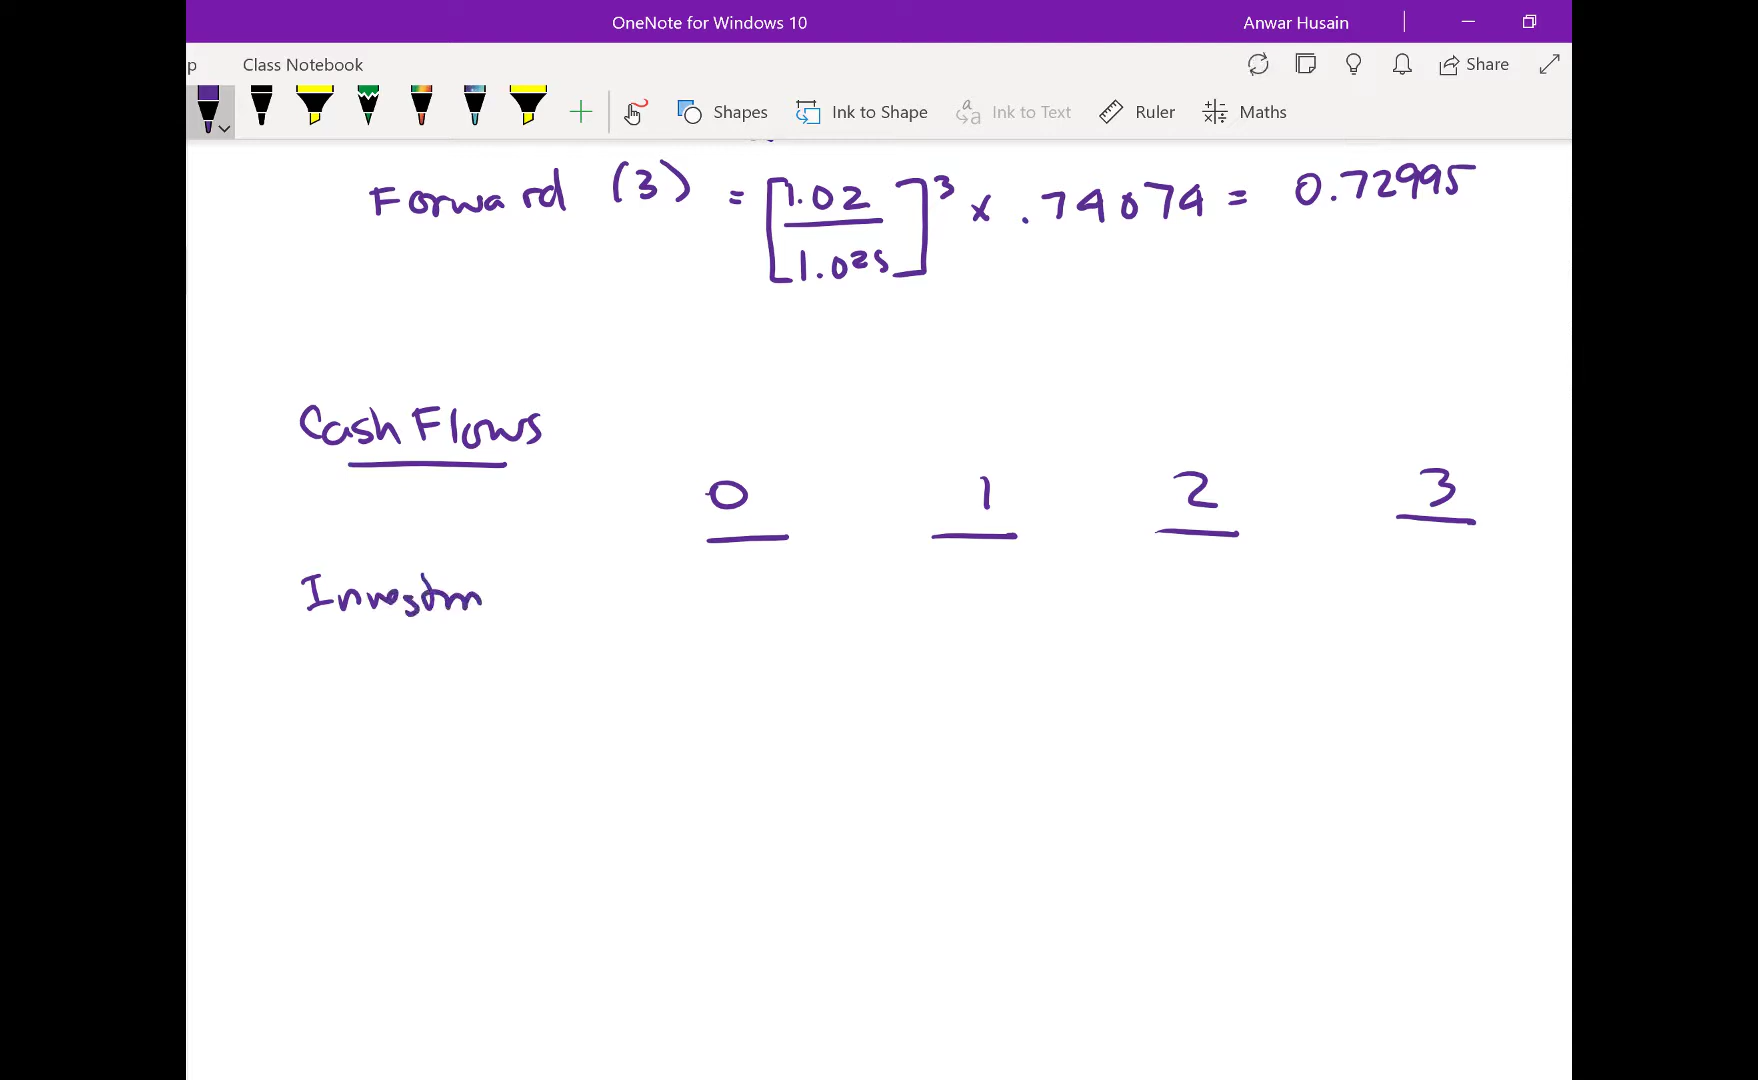 OneNote for Windows 10 Anwar Husain
p Class Notebook Share
Shapes Ink to Shape Ink to Text Ruler Maths
Forward (3) = [1.02 / 1.025]³ × .74074 = 0.72995
Cash Flows
0 1 2 3
Investm